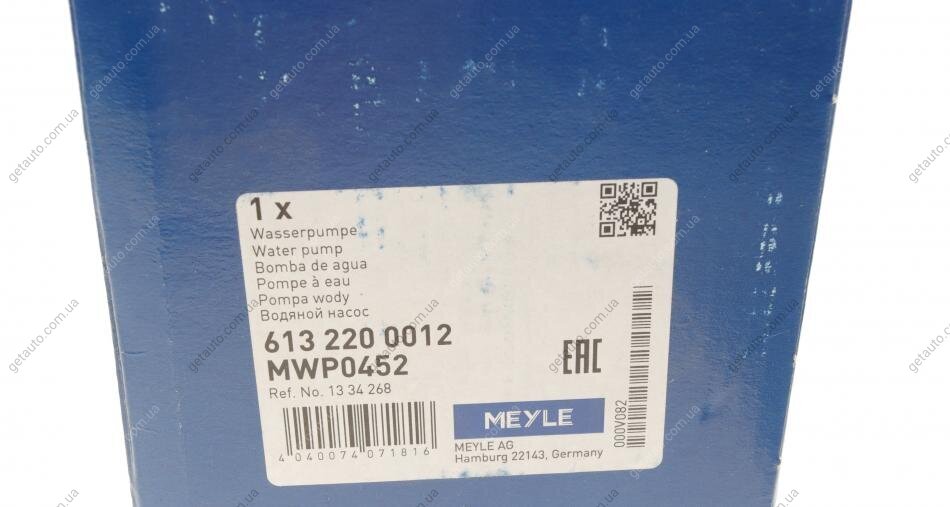 1 x
Wasserpumpe
Water pump
Bomba de agua
Pompe à eau
Pompa wody
Водяной насос
613 220 0012
MWP0452
Ref. No. 13 34 268
4 040074 071816
EAC
MEYLE
MEYLE AG
Hamburg 22143, Germany
000V082
getauto.com.ua